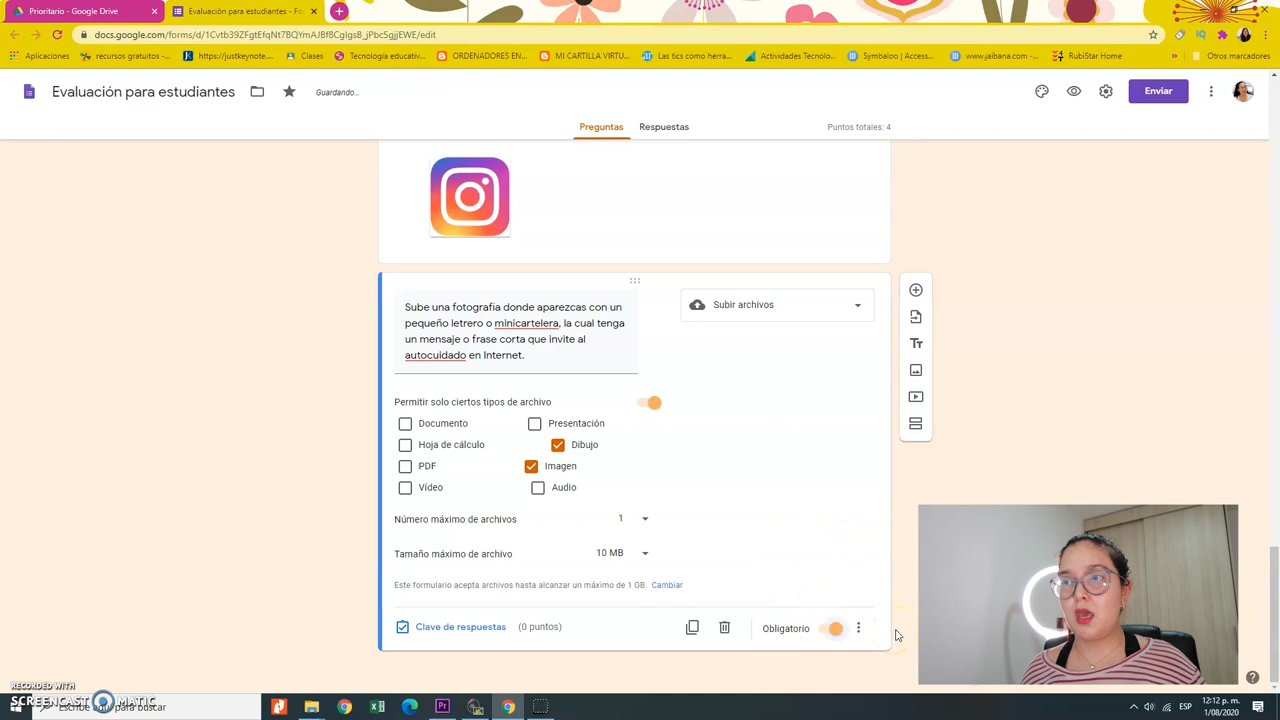 Prioritario - Google Drive
Evaluación para estudiantes - Fo
docs.google.com/forms/d/1Cvtb39ZFgtEfqNt7BQYmAJBf8CgIgsB_jPbc5gjjEWE/edit
Aplicaciones
recursos gratuitos -...
https://justkeynote...
Clases
Tecnología educativ...
ORDENADORES EN...
MI CARTILLA VIRTU...
Las tics como herra...
Actividades Tecnolo...
Symbaloo | Access...
www.jaibana.com -...
RubiStar Home
»
Otros marcadores
Evaluación para estudiantes
Guardando...
Enviar
Preguntas
Respuestas
Puntos totales: 4
Sube una fotografía donde aparezcas con un
pequeño letrero o minicartelera, la cual tenga
un mensaje o frase corta que invite al
autocuidado en Internet.
Subir archivos
Permitir solo ciertos tipos de archivo
Documento
Presentación
Hoja de cálculo
Dibujo
PDF
Imagen
Vídeo
Audio
Número máximo de archivos
1
Tamaño máximo de archivo
10 MB
Este formulario acepta archivos hasta alcanzar un máximo de 1 GB. Cambiar
Clave de respuestas
(0 puntos)
Obligatorio
RECORDED WITH
SCREENCAST MATIC
Escribe aquí para buscar
ESP
12:12 p. m.
1/08/2020